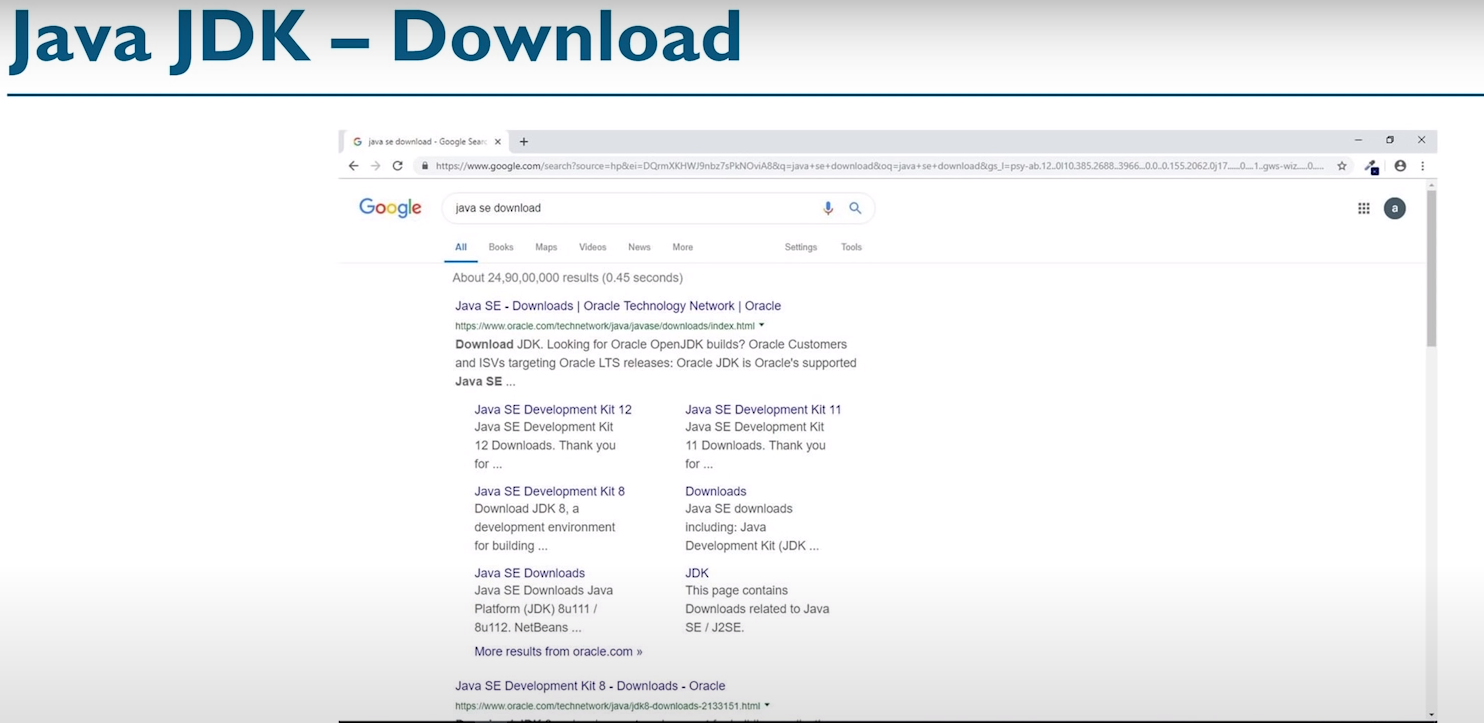 Java JDK – Download
java se download - Google Searc
https://www.google.com/search?source=hp&ei=DQrmXKHWJ9nbz7sPkNOviA8&q=java+se+download&oq=java+se+download&gs_l=psy-ab.12..0l10.385.2688..3966...0.0..0.155.2062.0j17......0....1..gws-wiz.....0......
Google
java se download
a
All Books Maps Videos News More Settings Tools
About 24,90,00,000 results (0.45 seconds)
Java SE - Downloads | Oracle Technology Network | Oracle
https://www.oracle.com/technetwork/java/javase/downloads/index.html
Download JDK. Looking for Oracle OpenJDK builds? Oracle Customers
and ISVs targeting Oracle LTS releases: Oracle JDK is Oracle's supported
Java SE ...
Java SE Development Kit 12
Java SE Development Kit
12 Downloads. Thank you
for ...
Java SE Development Kit 11
Java SE Development Kit
11 Downloads. Thank you
for ...
Java SE Development Kit 8
Download JDK 8, a
development environment
for building ...
Downloads
Java SE downloads
including: Java
Development Kit (JDK ...
Java SE Downloads
Java SE Downloads Java
Platform (JDK) 8u111 /
8u112. NetBeans ...
JDK
This page contains
Downloads related to Java
SE / J2SE.
More results from oracle.com »
Java SE Development Kit 8 - Downloads - Oracle
https://www.oracle.com/technetwork/java/jdk8-downloads-2133151.html